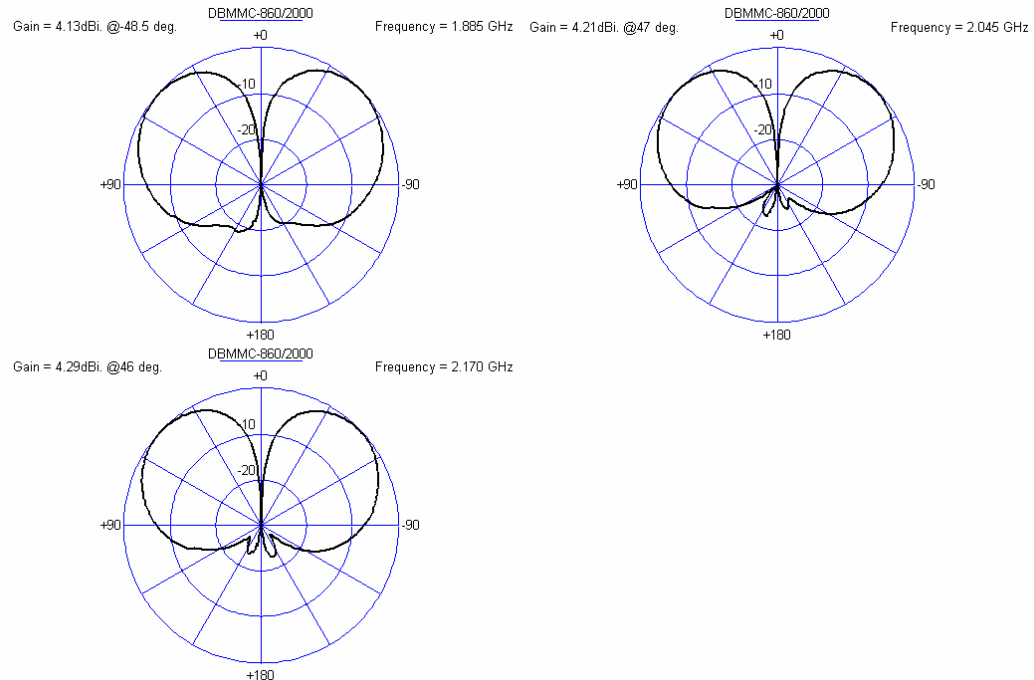 DBMMC-860/2000
Gain = 4.13dBi. @-48.5 deg.
Frequency = 1.885 GHz
+0
-10
-20
+90
-90
+180
DBMMC-860/2000
Gain = 4.21dBi. @47 deg.
Frequency = 2.045 GHz
+0
-10
-20
+90
-90
+180
DBMMC-860/2000
Gain = 4.29dBi. @46 deg.
Frequency = 2.170 GHz
+0
-10
-20
+90
-90
+180